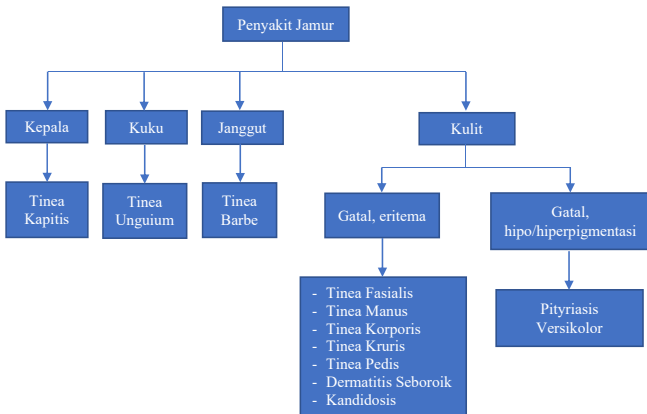 Penyakit Jamur
Kepala
Kuku
Janggut
Kulit
Tinea
Kapitis
Tinea
Unguium
Tinea
Barbe
Gatal, eritema
Gatal,
hipo/hiperpigmentasi
- Tinea Fasialis
- Tinea Manus
- Tinea Korporis
- Tinea Kruris
- Tinea Pedis
- Dermatitis Seboroik
- Kandidosis
Pityriasis
Versikolor